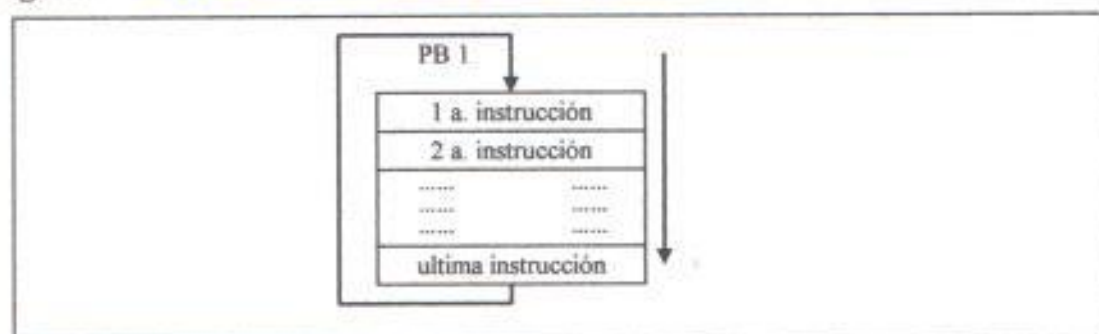 PB 1
1 a. instrucción
2 a. instrucción
...... ......
...... ......
...... ......
ultima instrucción